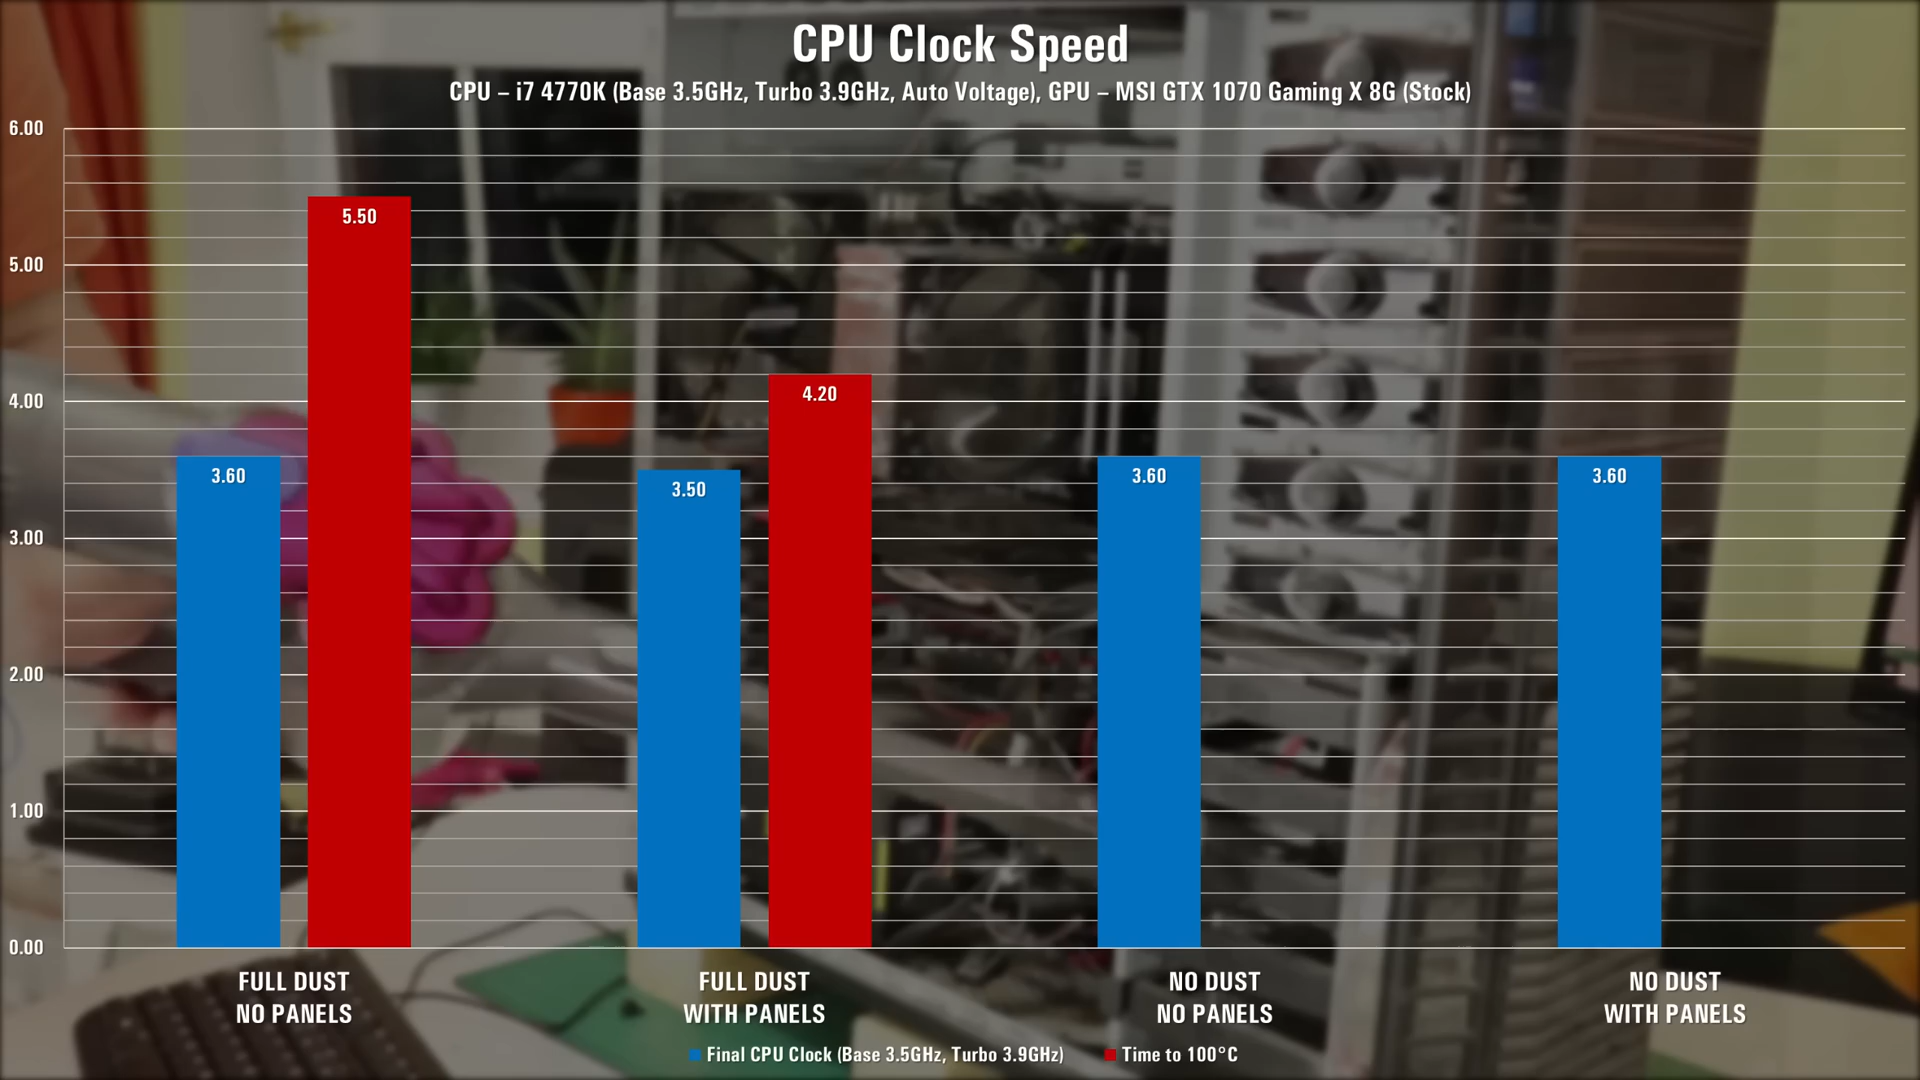 CPU Clock Speed
CPU – i7 4770K (Base 3.5GHz, Turbo 3.9GHz, Auto Voltage), GPU – MSI GTX 1070 Gaming X 8G (Stock)
6.00
5.00
4.00
3.00
2.00
1.00
0.00
3.60
5.50
3.50
4.20
3.60
3.60
FULL DUST
NO PANELS
FULL DUST
WITH PANELS
NO DUST
NO PANELS
NO DUST
WITH PANELS
Final CPU Clock (Base 3.5GHz, Turbo 3.9GHz)
Time to 100°C